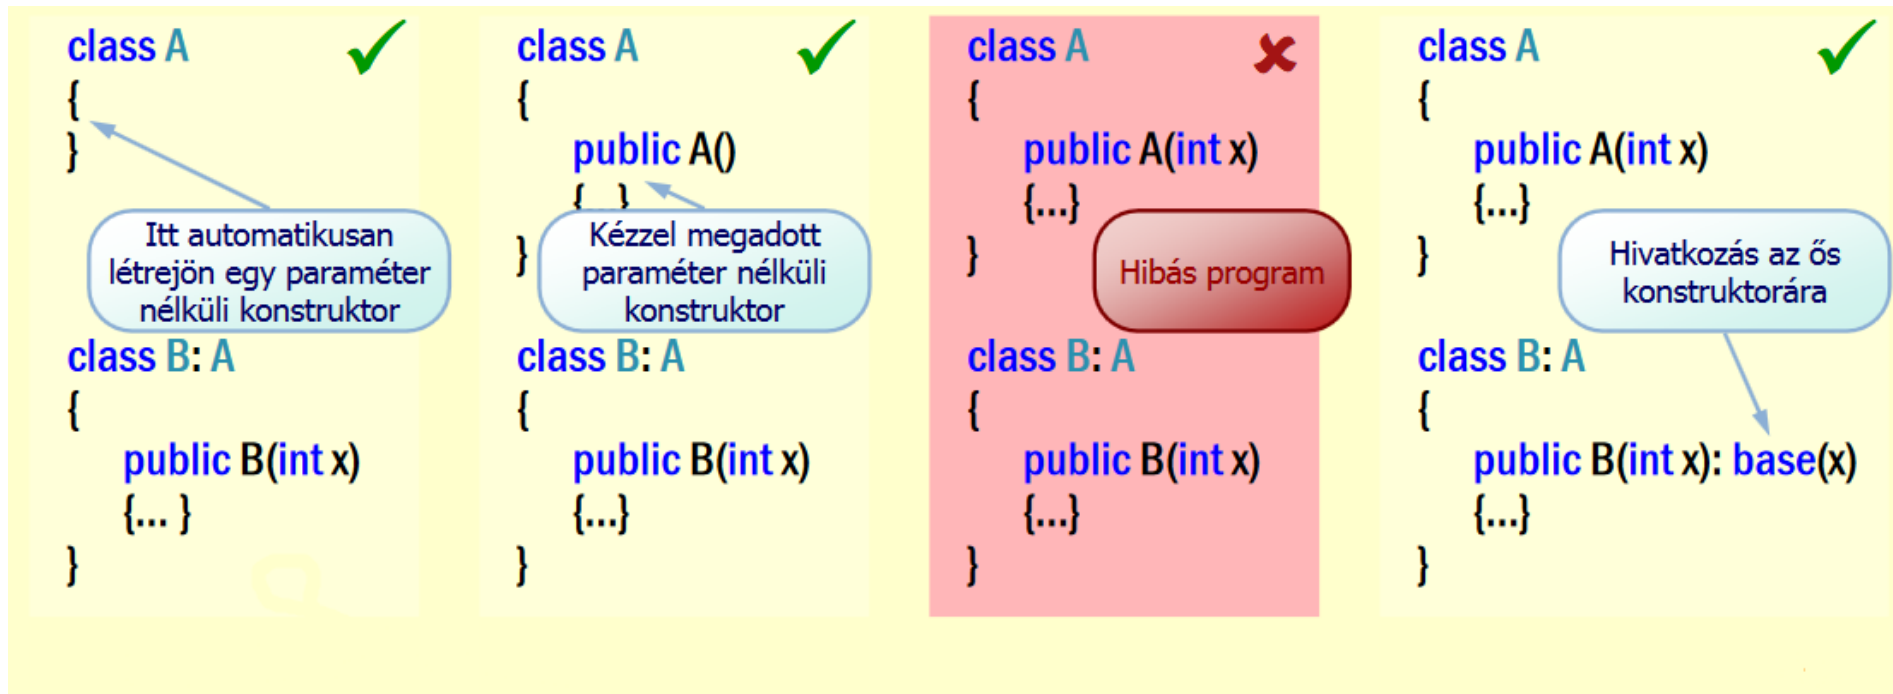 class A
{
}
Itt automatikusan
létrejön egy paraméter
nélküli konstruktor
class B: A
{
public B(int x)
{... }
}
class A
{
public A()
{...}
}
Kézzel megadott
paraméter nélküli
konstruktor
class B: A
{
public B(int x)
{...}
}
class A
{
public A(int x)
{...}
}
Hibás program
class B: A
{
public B(int x)
{...}
}
class A
{
public A(int x)
{...}
}
Hivatkozás az ős
konstruktorára
class B: A
{
public B(int x): base(x)
{...}
}